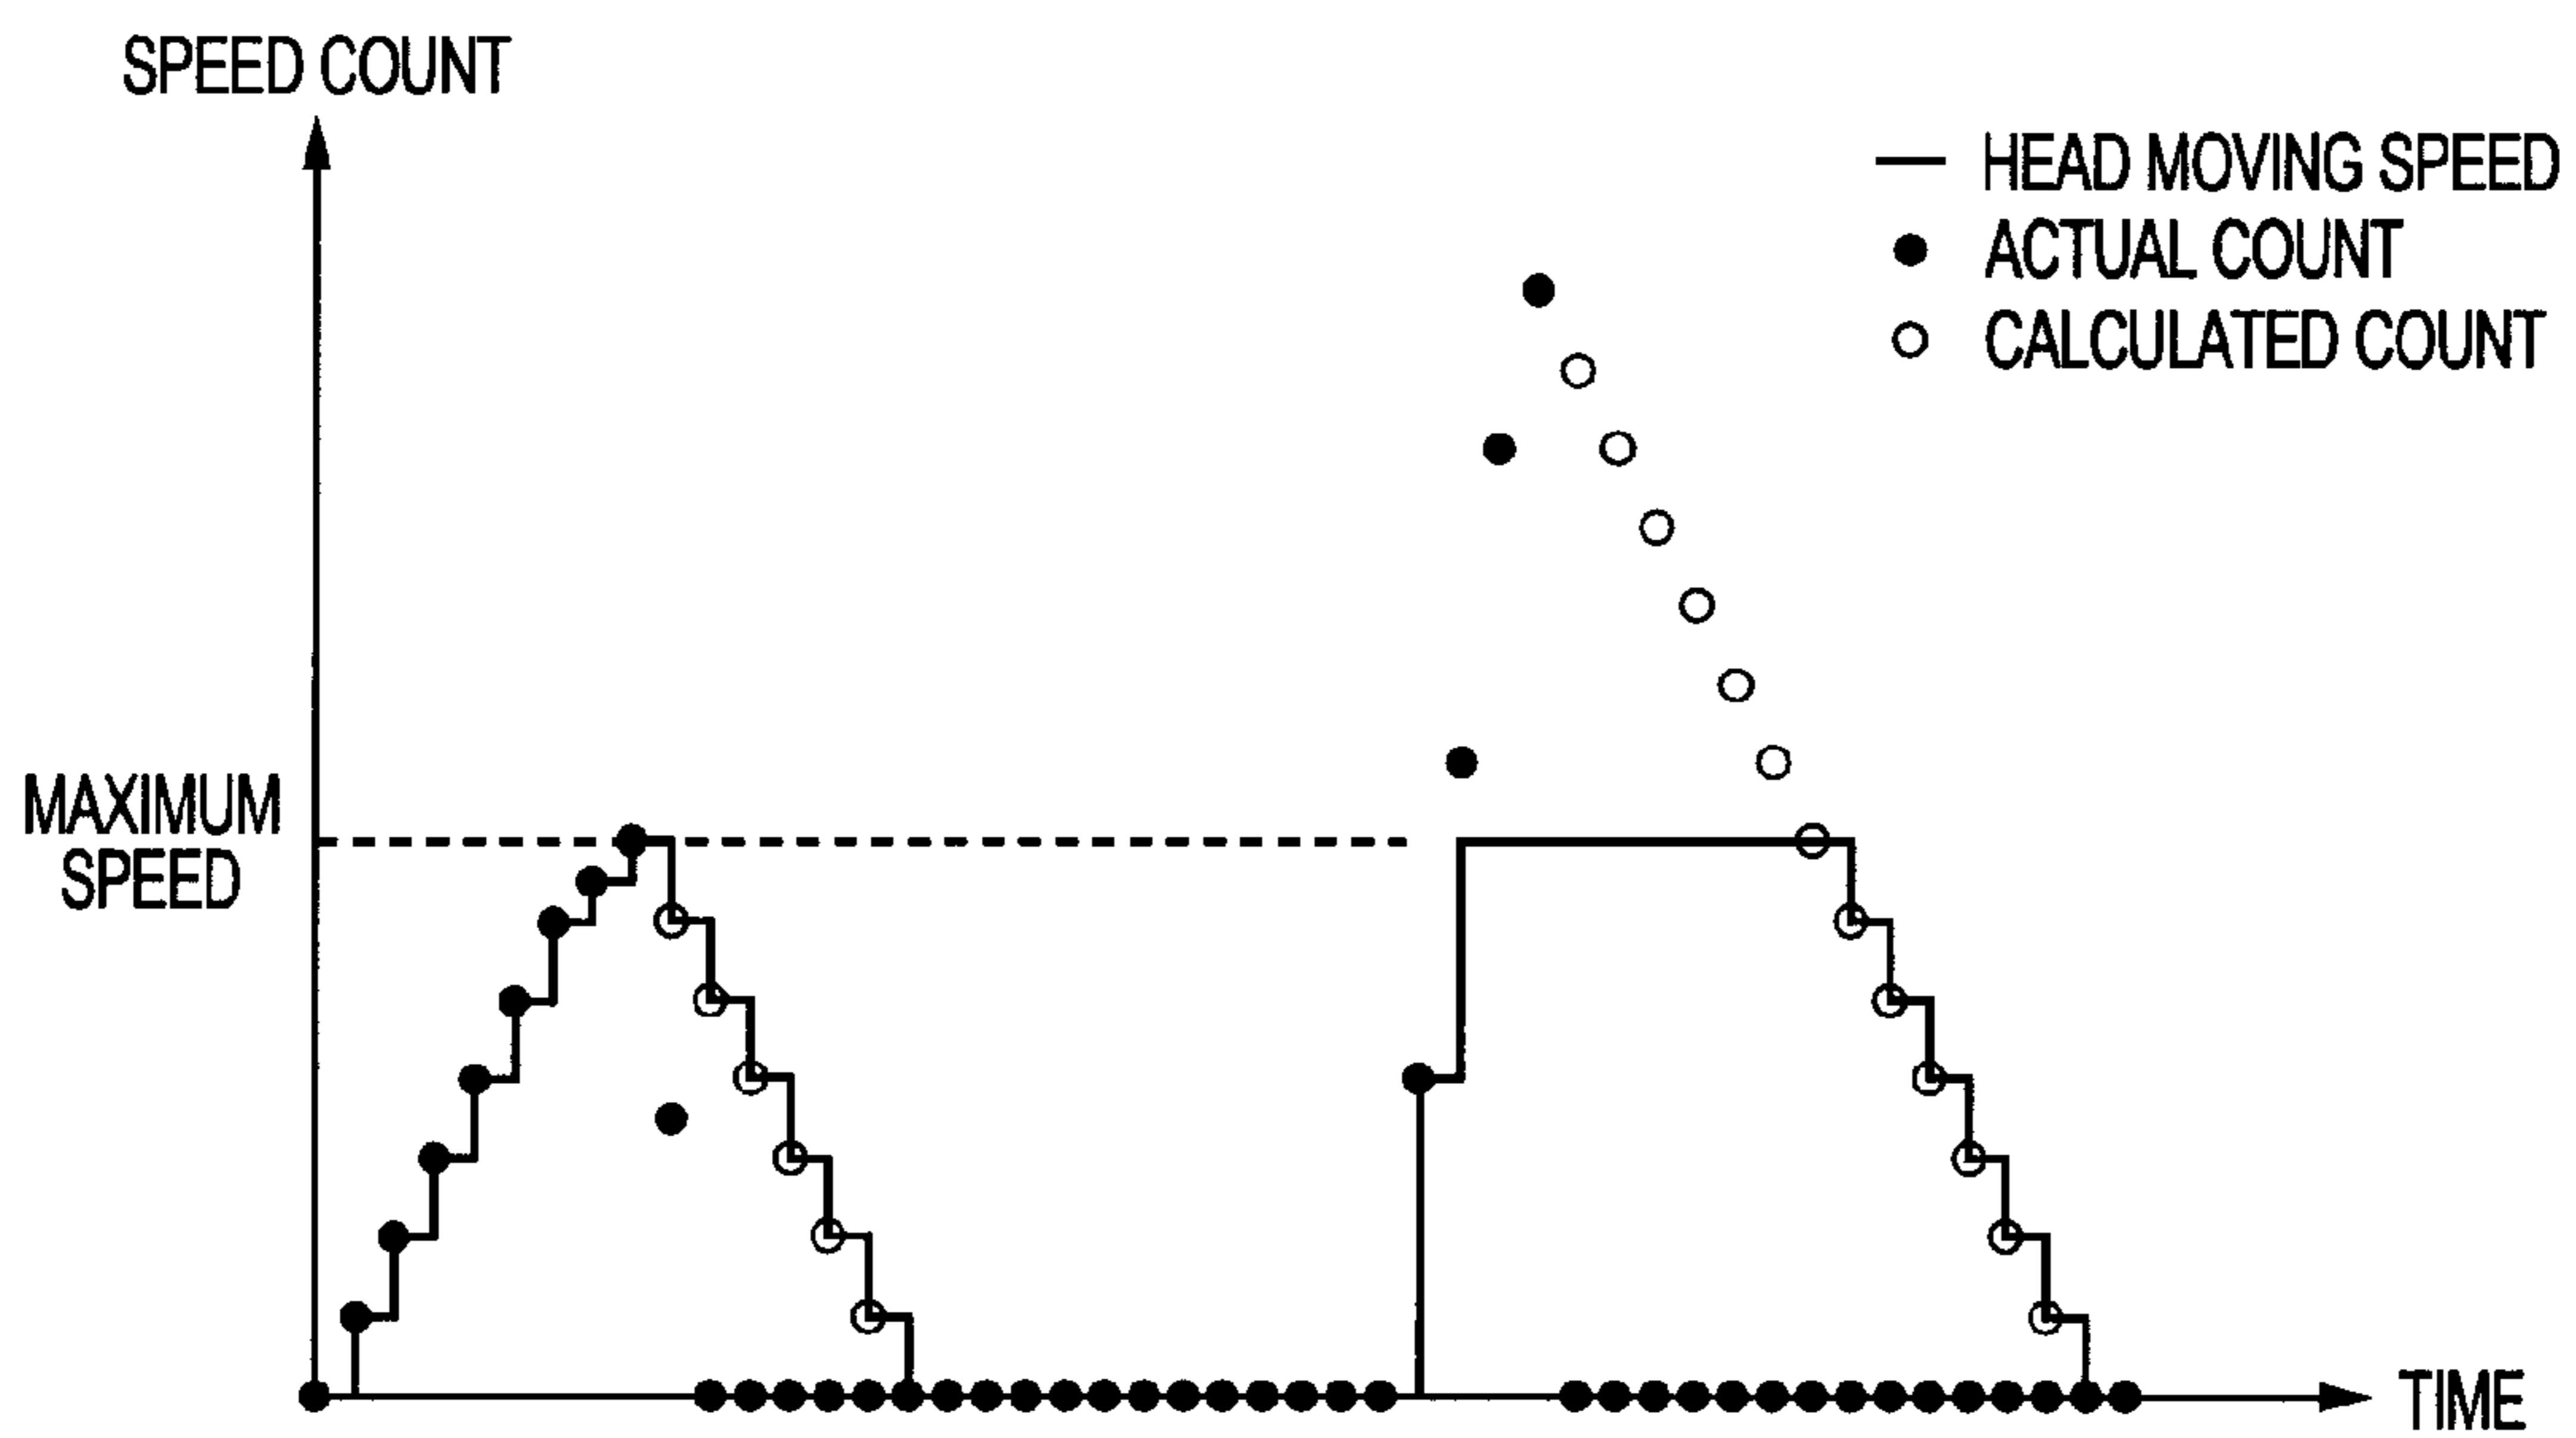 SPEED COUNT
HEAD MOVING SPEED
ACTUAL COUNT
CALCULATED COUNT
MAXIMUM
SPEED
TIME